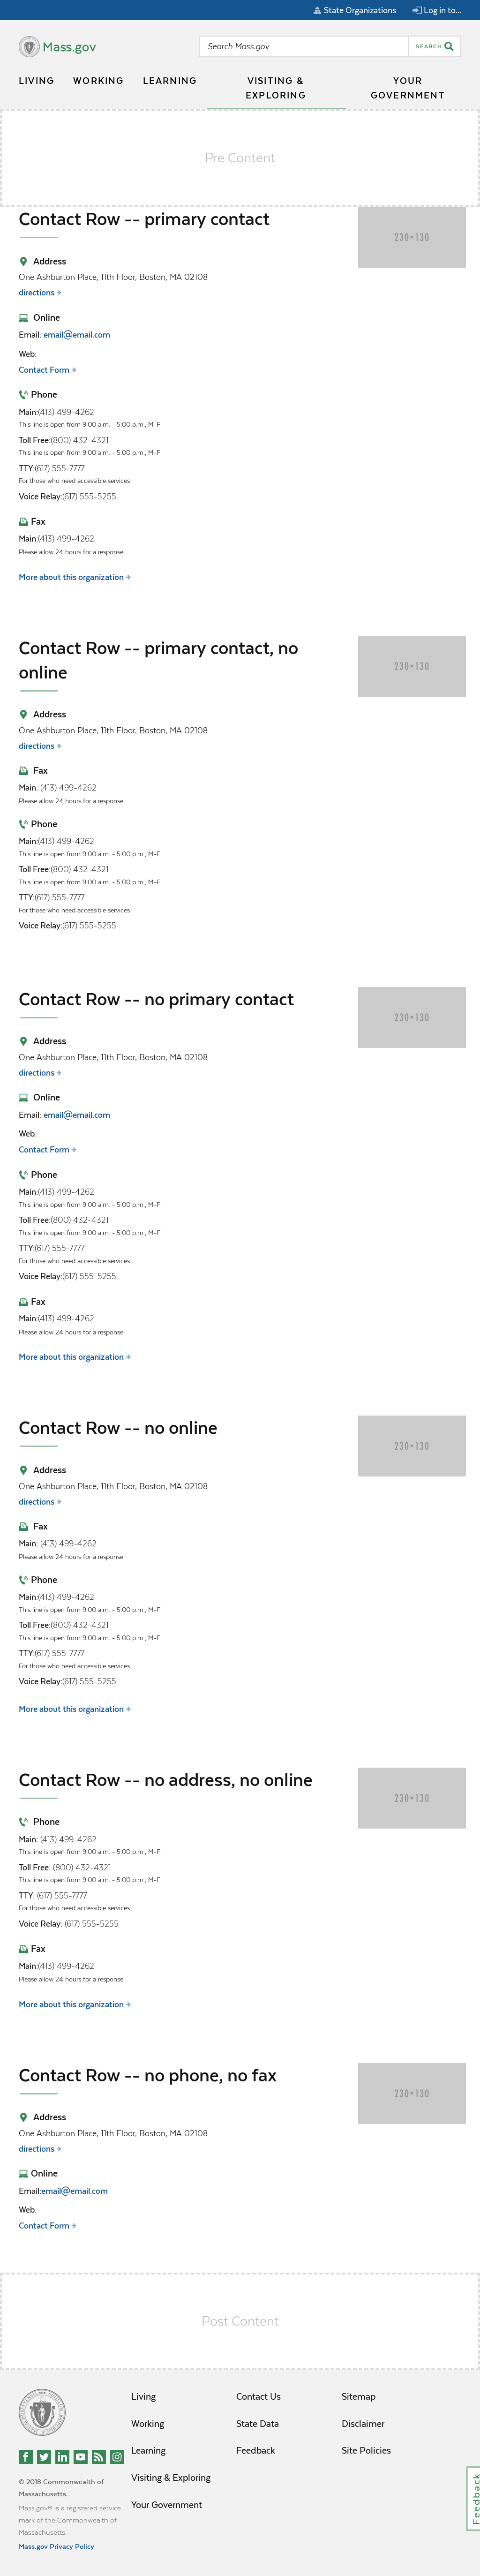 State Organizations
Log in to...
Mass.gov
Search Mass.gov
SEARCH
LIVING
WORKING
LEARNING
VISITING &
EXPLORING
YOUR
GOVERNMENT
Pre Content
Contact Row -- primary contact
230×130
Address
One Ashburton Place, 11th Floor, Boston, MA 02108
directions
Online
Email: email@email.com
Web:
Contact Form
Phone
Main:(413) 499-4262
This line is open from 9:00 a.m. - 5:00 p.m., M-F
Toll Free:(800) 432-4321
This line is open from 9:00 a.m. - 5:00 p.m., M-F
TTY:(617) 555-7777
For those who need accessible services
Voice Relay:(617) 555-5255
Fax
Main:(413) 499-4262
Please allow 24 hours for a response
More about this organization
Contact Row -- primary contact, no
online
230×130
Address
One Ashburton Place, 11th Floor, Boston, MA 02108
directions
Fax
Main: (413) 499-4262
Please allow 24 hours for a response
Phone
Main:(413) 499-4262
This line is open from 9:00 a.m. - 5:00 p.m., M-F
Toll Free:(800) 432-4321
This line is open from 9:00 a.m. - 5:00 p.m., M-F
TTY:(617) 555-7777
For those who need accessible services
Voice Relay:(617) 555-5255
Contact Row -- no primary contact
230×130
Address
One Ashburton Place, 11th Floor, Boston, MA 02108
directions
Online
Email: email@email.com
Web:
Contact Form
Phone
Main:(413) 499-4262
This line is open from 9:00 a.m. - 5:00 p.m., M-F
Toll Free:(800) 432-4321
This line is open from 9:00 a.m. - 5:00 p.m., M-F
TTY:(617) 555-7777
For those who need accessible services
Voice Relay:(617) 555-5255
Fax
Main:(413) 499-4262
Please allow 24 hours for a response
More about this organization
Contact Row -- no online
230×130
Address
One Ashburton Place, 11th Floor, Boston, MA 02108
directions
Fax
Main: (413) 499-4262
Please allow 24 hours for a response
Phone
Main:(413) 499-4262
This line is open from 9:00 a.m. - 5:00 p.m., M-F
Toll Free:(800) 432-4321
This line is open from 9:00 a.m. - 5:00 p.m., M-F
TTY:(617) 555-7777
For those who need accessible services
Voice Relay:(617) 555-5255
More about this organization
Contact Row -- no address, no online
230×130
Phone
Main: (413) 499-4262
This line is open from 9:00 a.m. - 5:00 p.m., M-F
Toll Free: (800) 432-4321
This line is open from 9:00 a.m. - 5:00 p.m., M-F
TTY: (617) 555-7777
For those who need accessible services
Voice Relay: (617) 555-5255
Fax
Main:(413) 499-4262
Please allow 24 hours for a response
More about this organization
Contact Row -- no phone, no fax
230×130
Address
One Ashburton Place, 11th Floor, Boston, MA 02108
directions
Online
Email:email@email.com
Web:
Contact Form
Post Content
Living
Working
Learning
Visiting & Exploring
Your Government
Contact Us
State Data
Feedback
Sitemap
Disclaimer
Site Policies
© 2018 Commonwealth of
Massachusetts.
Mass.gov® is a registered service
mark of the Commonwealth of
Massachusetts.
Mass.gov Privacy Policy
Feedback